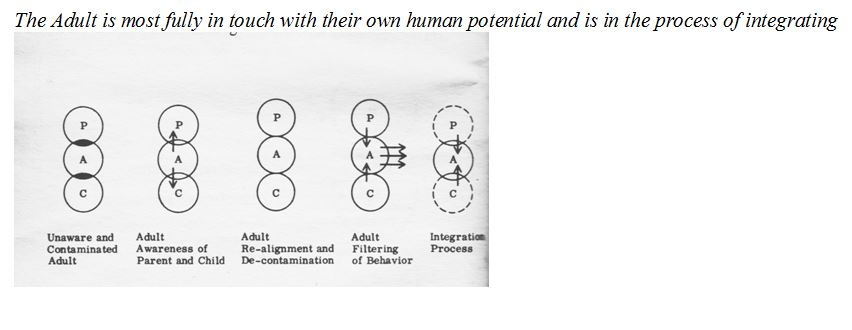 The Adult is most fully in touch with their own human potential and is in the process of integrating
P P P P P
A A A A A
C C C C C
Unaware and Contaminated Adult
Adult Awareness of Parent and Child
Adult Re-alignment and De-contamination
Adult Filtering of Behavior
Integration Process